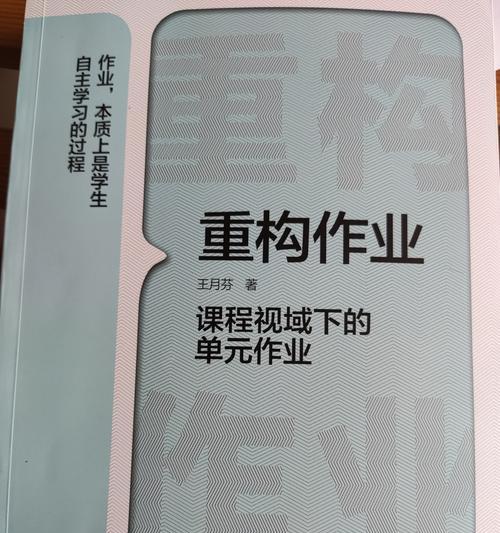 作业，本质上是学生
自主学习的过程
重构
重构作业
王月芬 著
课程视域下的
单元作业
作业